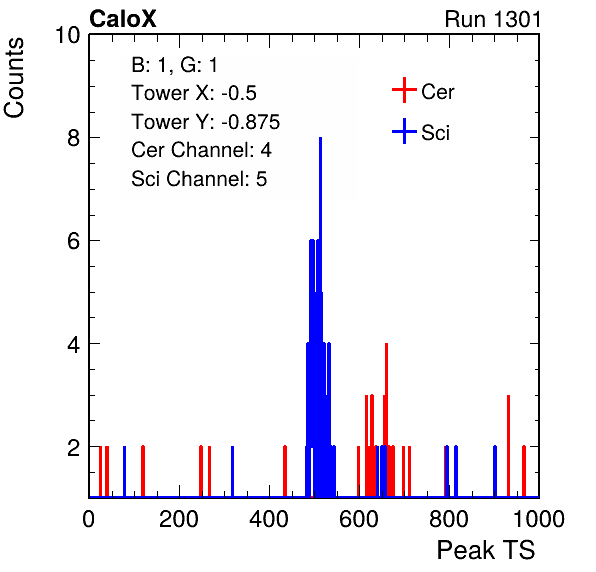 CaloX
Run 1301
Counts
10
8
6
4
2
B: 1, G: 1
Tower X: -0.5
Tower Y: -0.875
Cer Channel: 4
Sci Channel: 5
Cer
Sci
0 200 400 600 800 1000
Peak TS